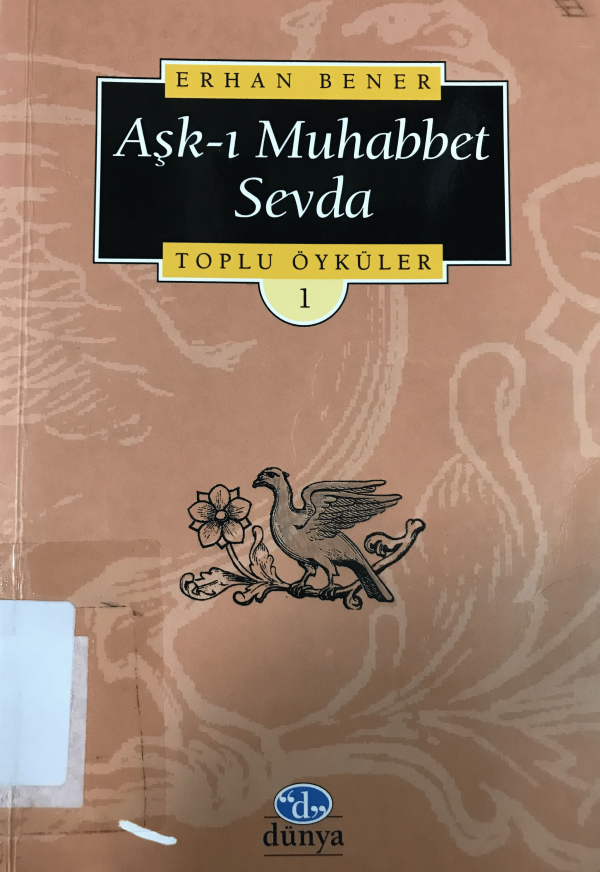 ERHAN BENER
Aşk-ı Muhabbet
Sevda
TOPLU ÖYKÜLER
1
“d”
dünya